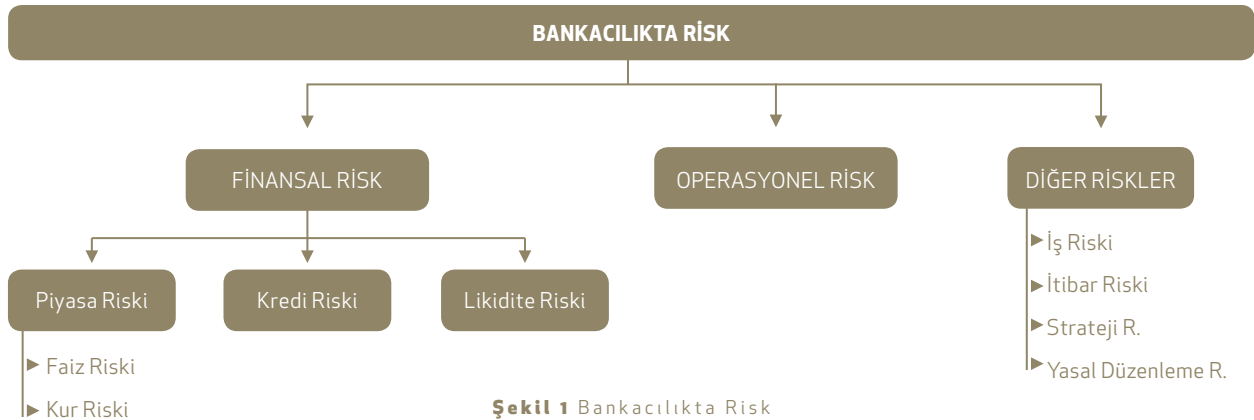 BANKACILIKTA RİSK
FİNANSAL RİSK
OPERASYONEL RİSK
DİĞER RİSKLER
Piyasa Riski
Kredi Riski
Likidite Riski
Faiz Riski
Kur Riski
İş Riski
İtibar Riski
Strateji R.
Yasal Düzenleme R.
Şekil 1 Bankacılıkta Risk